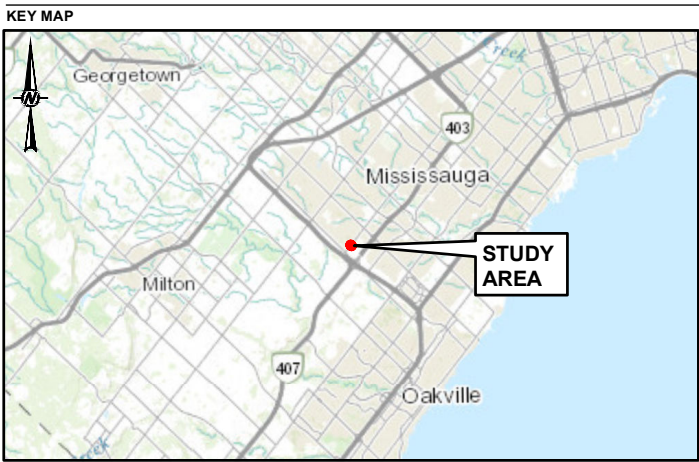 KEY MAP
Creek
Georgetown
N
403
Mississauga
STUDY
AREA
Milton
407
Oakville
Creek